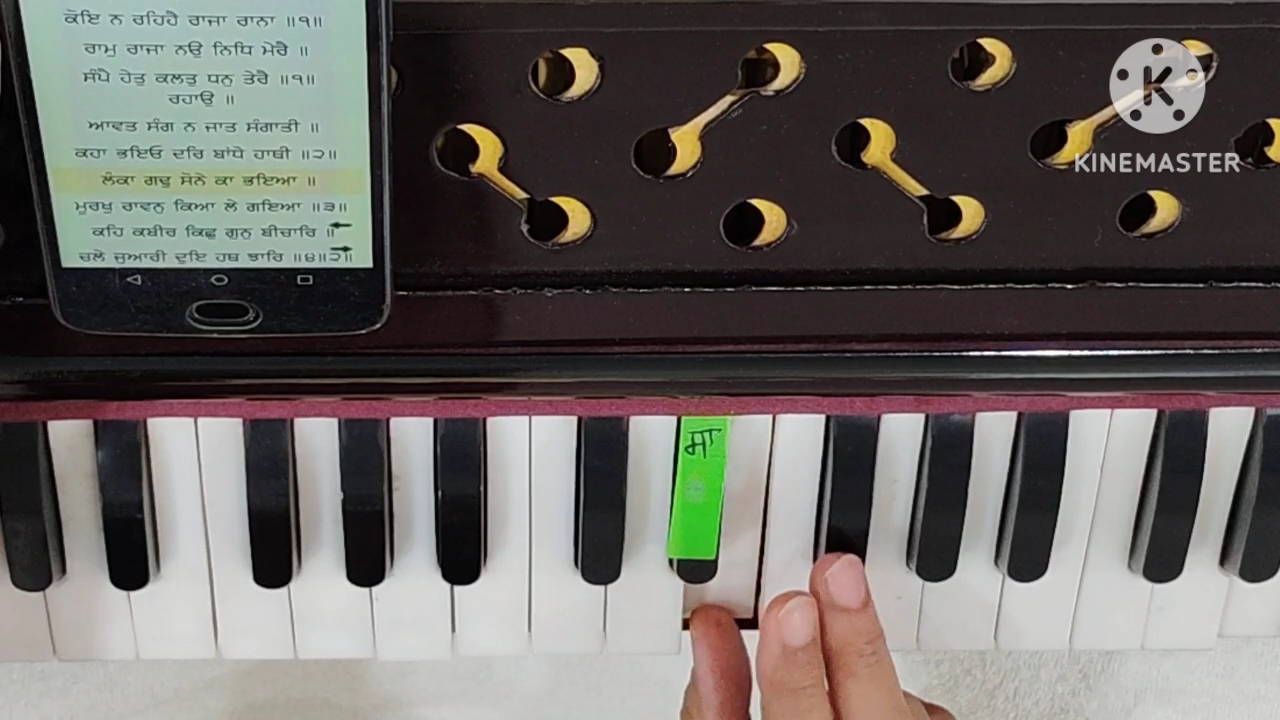 ਕੋਇ ਨ ਰਹਿਹੈ ਰਾਜਾ ਰਾਨਾ ॥੧॥
ਰਾਮੁ ਰਾਜਾ ਨਉ ਨਿਧਿ ਮੇਰੈ ॥
ਸੰਪੈ ਹੇਤੁ ਕਲਤੁ ਧਨੁ ਤੇਰੈ ॥੧॥
ਰਹਾਉ ॥
ਆਵਤ ਸੰਗ ਨ ਜਾਤ ਸੰਗਾਤੀ ॥
ਕਹਾ ਭਇਓ ਦਰਿ ਬਾਂਧੇ ਹਾਥੀ ॥੨॥
ਲੰਕਾ ਗਢੁ ਸੋਨੇ ਕਾ ਭਇਆ ॥
ਮੂਰਖੁ ਰਾਵਨੁ ਕਿਆ ਲੇ ਗਇਆ ॥੩॥
ਕਹਿ ਕਬੀਰ ਕਿਛੁ ਗੁਨੁ ਬੀਚਾਰਿ ॥
ਚਲੇ ਜੁਆਰੀ ਦੁਇ ਹਥ ਝਾਰਿ ॥੪॥੨॥
K
KINEMASTER
ਸਾ